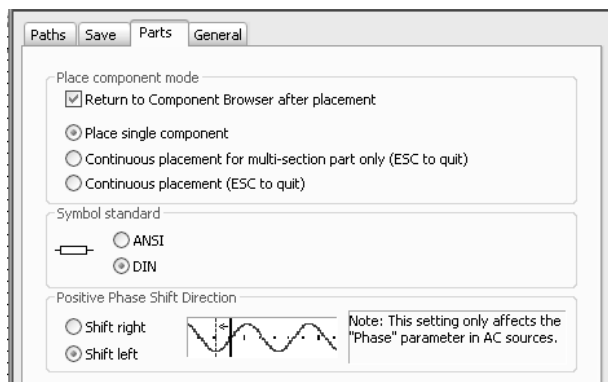 Paths Save Parts General
Place component mode
Return to Component Browser after placement
Place single component
Continuous placement for multi-section part only (ESC to quit)
Continuous placement (ESC to quit)
Symbol standard
ANSI
DIN
Positive Phase Shift Direction
Shift right
Shift left
Note: This setting only affects the
"Phase" parameter in AC sources.